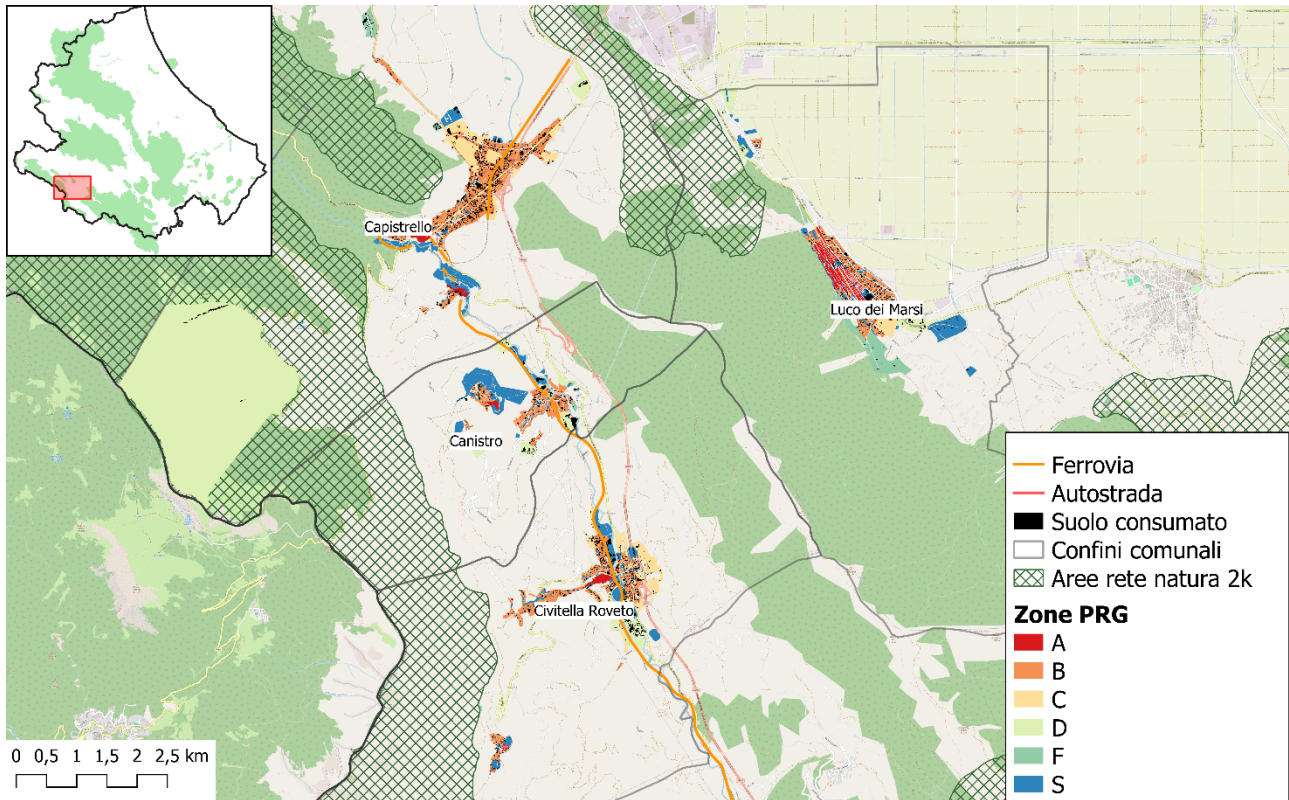 Capistrello
Luco dei Marsi
Canistro
Civitella Roveto
Ferrovia
Autostrada
Suolo consumato
Confini comunali
Aree rete natura 2k
Zone PRG
A
B
C
D
F
S
0 0,5 1 1,5 2 2,5 km